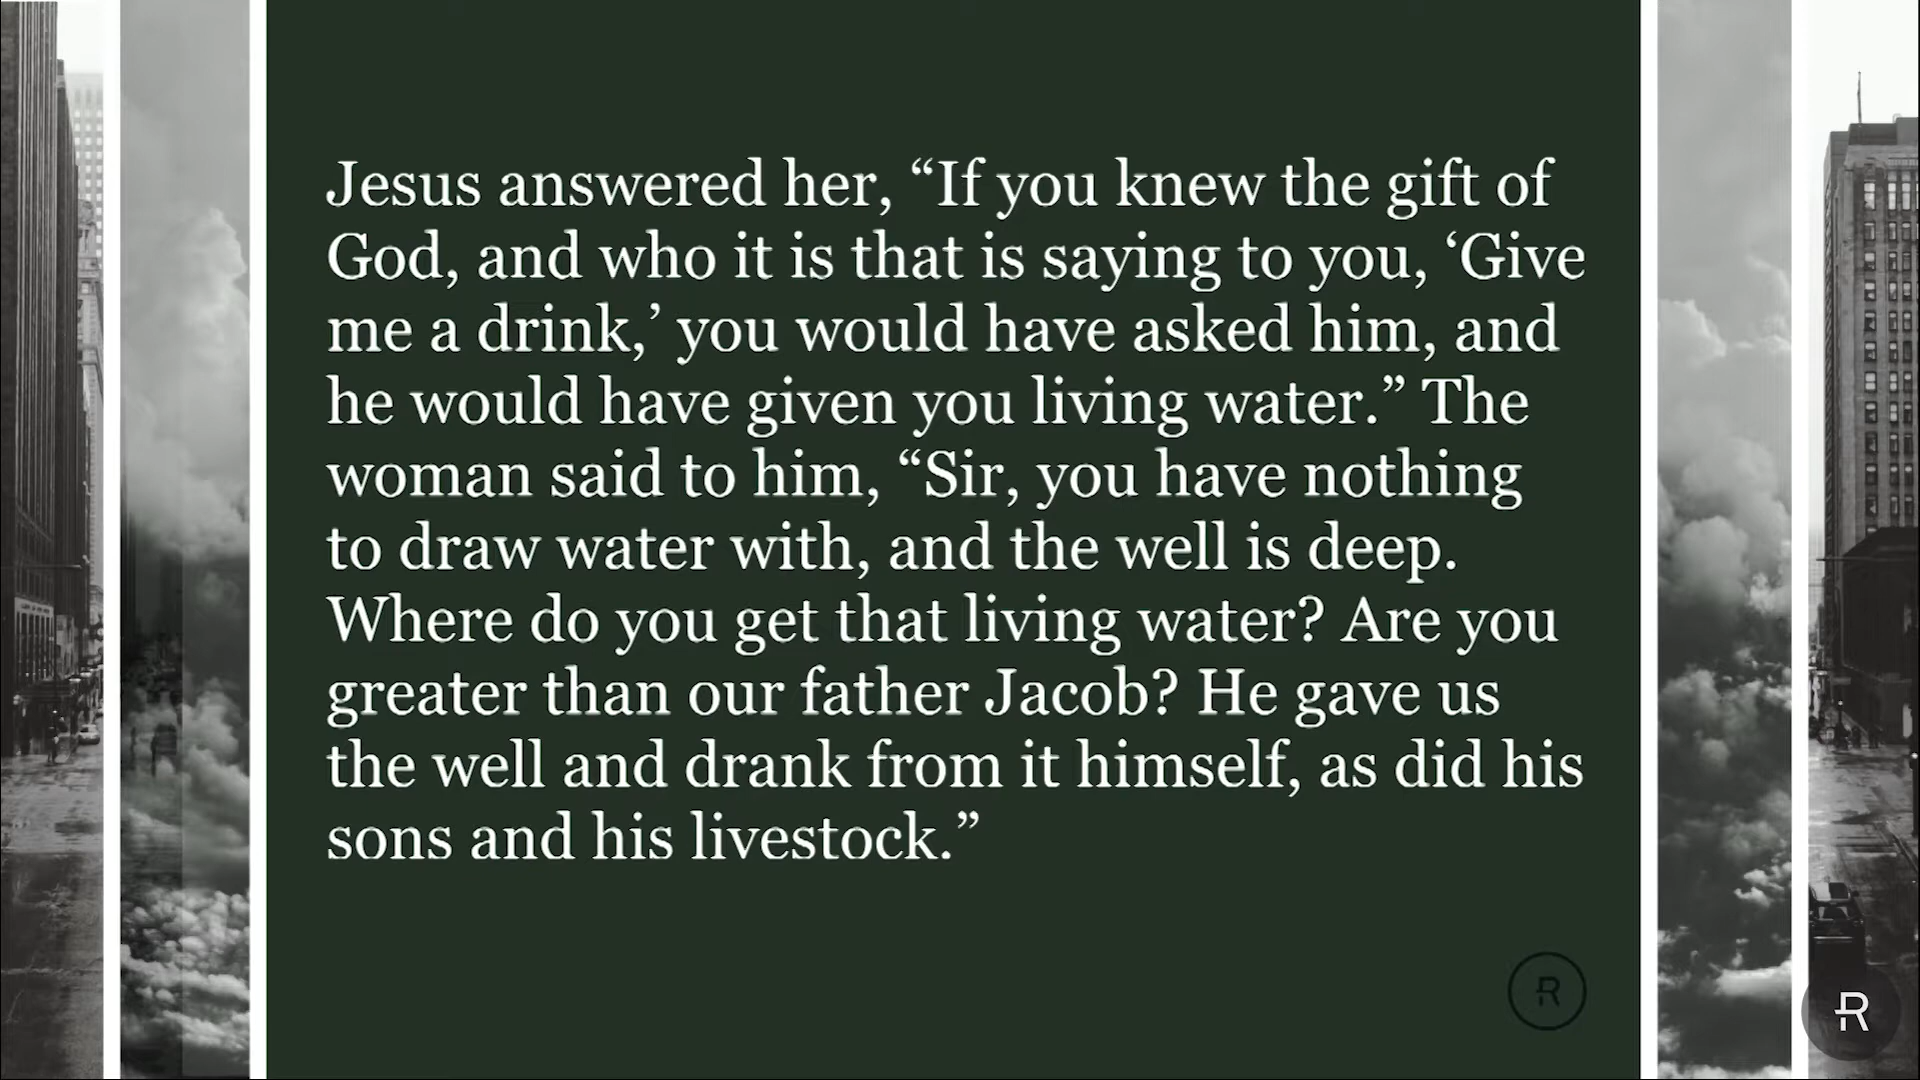 Jesus answered her, “If you knew the gift of
God, and who it is that is saying to you, ‘Give
me a drink,’ you would have asked him, and
he would have given you living water.” The
woman said to him, “Sir, you have nothing
to draw water with, and the well is deep.
Where do you get that living water? Are you
greater than our father Jacob? He gave us
the well and drank from it himself, as did his
sons and his livestock.”
R
R